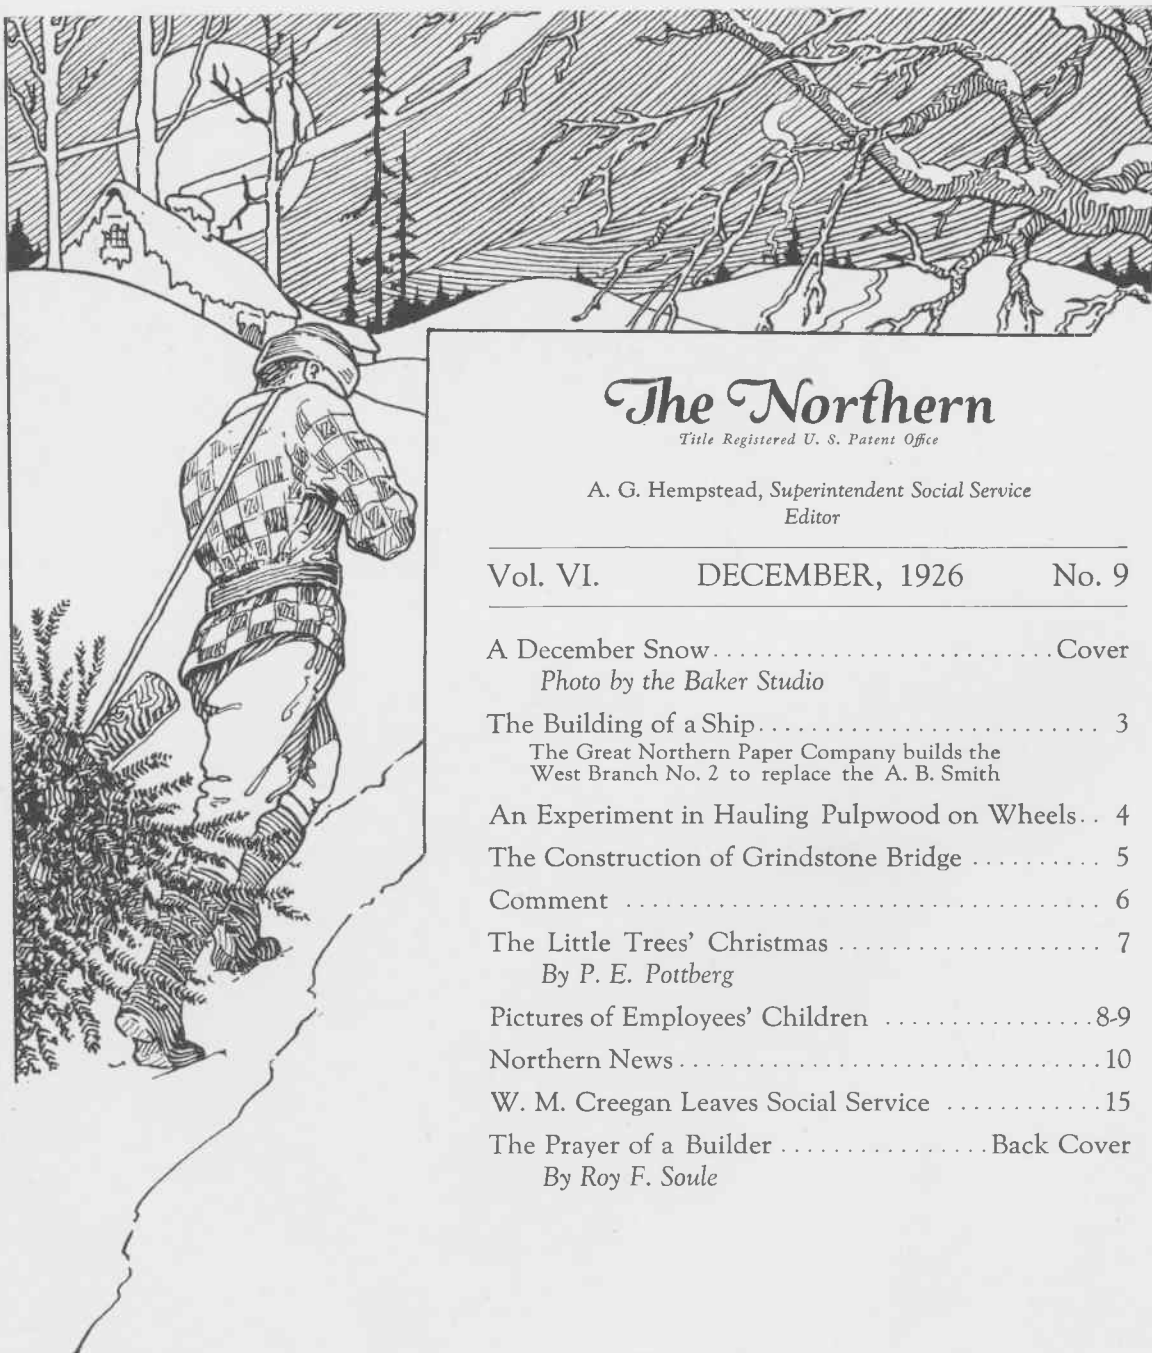 The Northern
Title Registered U. S. Patent Office
A. G. Hempstead, Superintendent Social Service
Editor
Vol. VI. DECEMBER, 1926 No. 9
A December Snow.........................Cover
Photo by the Baker Studio
The Building of a Ship........................... 3
The Great Northern Paper Company builds the
West Branch No. 2 to replace the A. B. Smith
An Experiment in Hauling Pulpwood on Wheels.. 4
The Construction of Grindstone Bridge .......... 5
Comment .................................... 6
The Little Trees' Christmas .................... 7
By P. E. Pottberg
Pictures of Employees' Children ................8-9
Northern News................................10
W. M. Creegan Leaves Social Service ............15
The Prayer of a Builder ................Back Cover
By Roy F. Soule